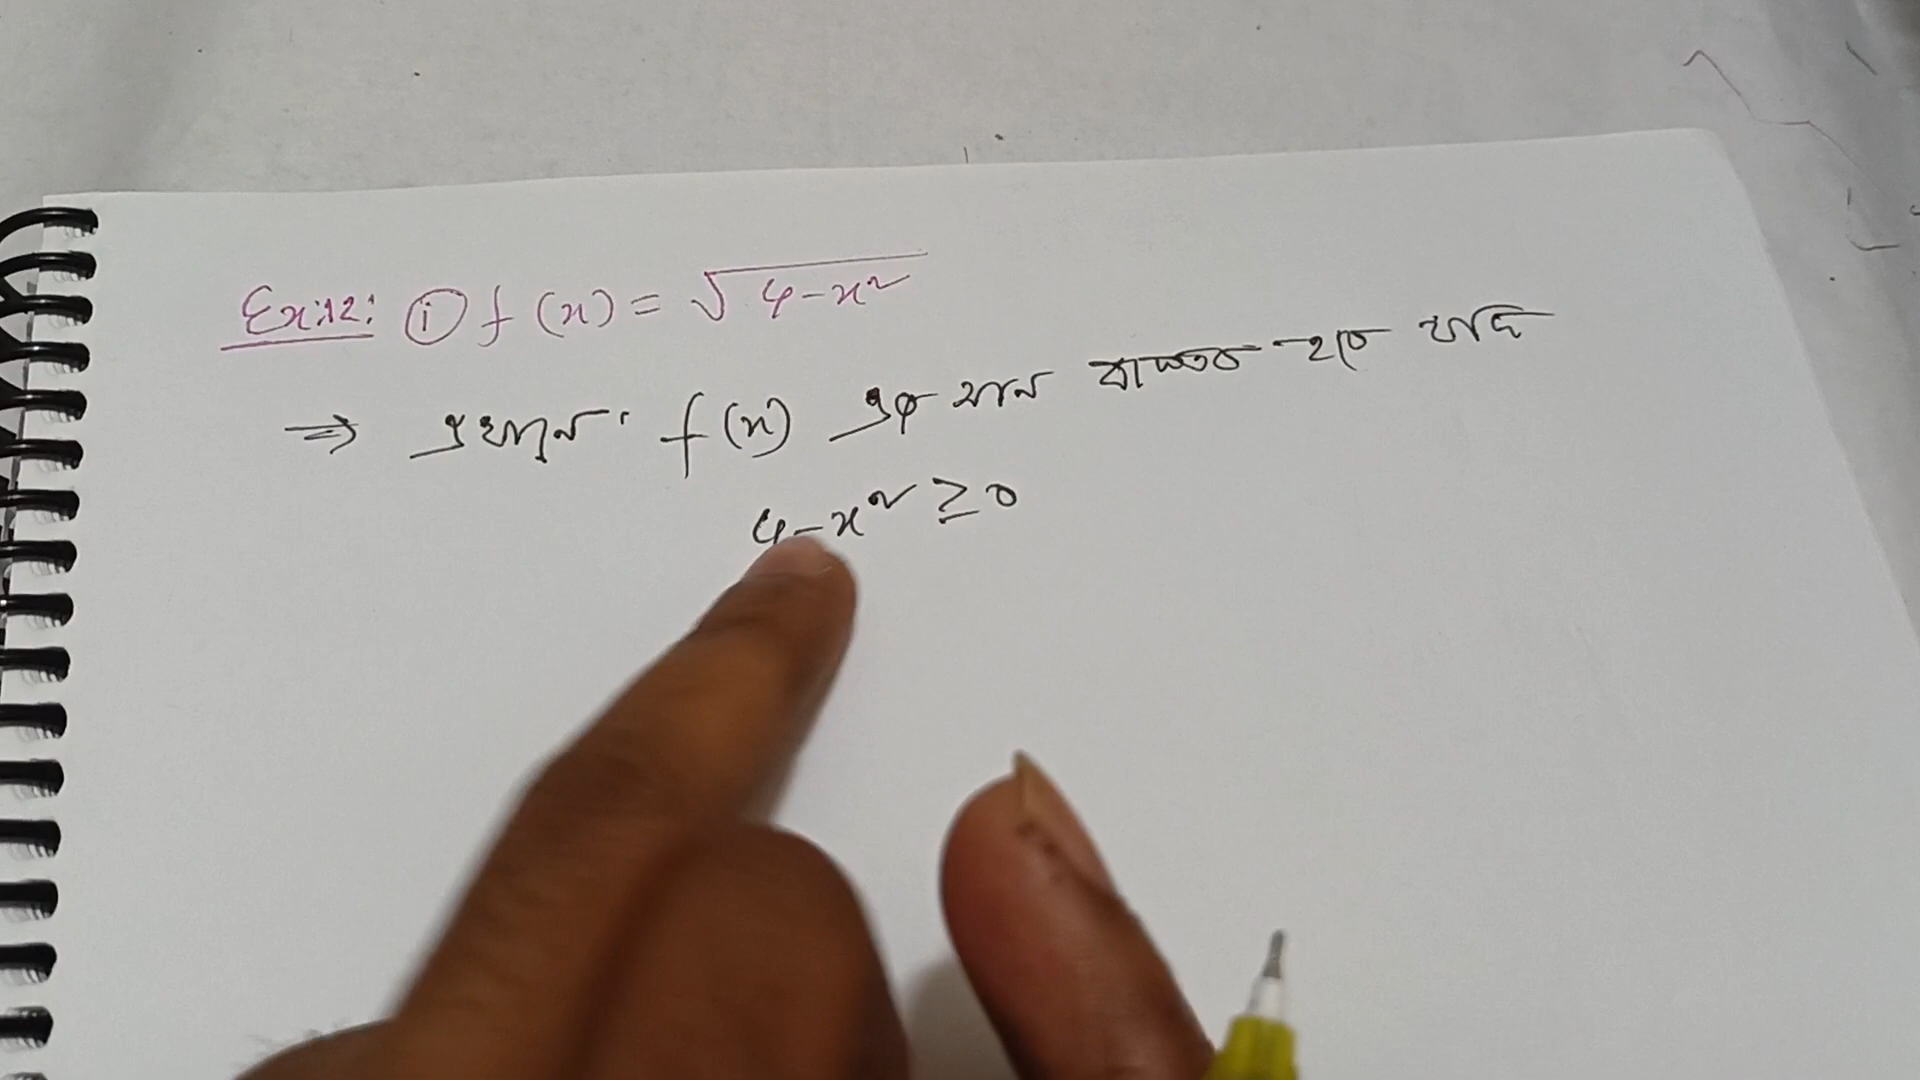 Ex:12: ⓘ f(x) = √4-x²
⇒ এখানে, f(x) এর মান বাস্তব হবে যদি
4-x² ≥ 0